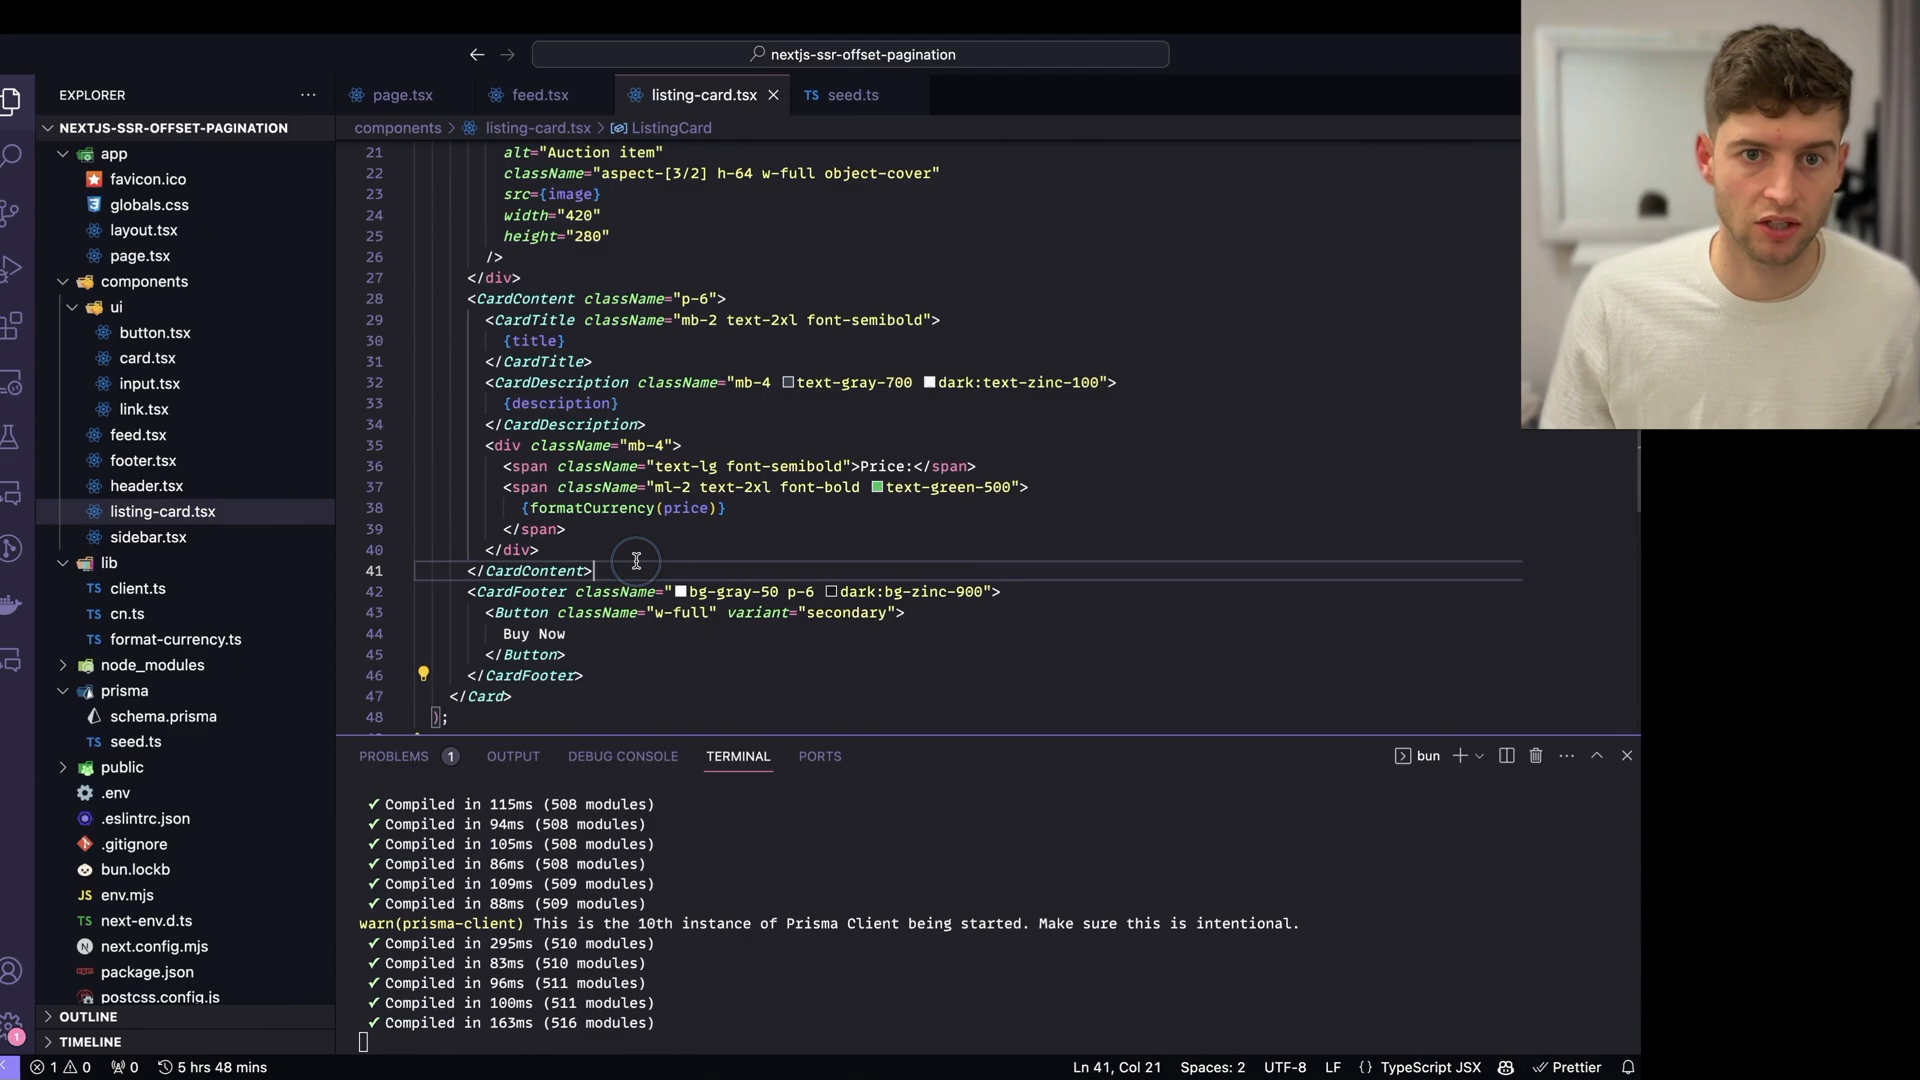 nextjs-ssr-offset-pagination
EXPLORER
NEXTJS-SSR-OFFSET-PAGINATION
app
favicon.ico
globals.css
layout.tsx
page.tsx
components
ui
button.tsx
card.tsx
input.tsx
link.tsx
feed.tsx
footer.tsx
header.tsx
listing-card.tsx
sidebar.tsx
lib
client.ts
cn.ts
format-currency.ts
node_modules
prisma
schema.prisma
seed.ts
public
.env
.eslintrc.json
.gitignore
bun.lockb
env.mjs
next-env.d.ts
next.config.mjs
package.json
postcss.config.js
OUTLINE
TIMELINE
page.tsx feed.tsx listing-card.tsx TS seed.ts
components > listing-card.tsx > ListingCard
21 alt="Auction item"
22 className="aspect-[3/2] h-64 w-full object-cover"
23 src={image}
24 width="420"
25 height="280"
26 />
27 </div>
28 <CardContent className="p-6">
29 <CardTitle className="mb-2 text-2xl font-semibold">
30 {title}
31 </CardTitle>
32 <CardDescription className="mb-4 text-gray-700 dark:text-zinc-100">
33 {description}
34 </CardDescription>
35 <div className="mb-4">
36 <span className="text-lg font-semibold">Price:</span>
37 <span className="ml-2 text-2xl font-bold text-green-500">
38 {formatCurrency(price)}
39 </span>
40 </div>
41 </CardContent>
42 <CardFooter className="bg-gray-50 p-6 dark:bg-zinc-900">
43 <Button className="w-full" variant="secondary">
44 Buy Now
45 </Button>
46 </CardFooter>
47 </Card>
48 );
PROBLEMS 1 OUTPUT DEBUG CONSOLE TERMINAL PORTS bun
✓ Compiled in 115ms (508 modules)
✓ Compiled in 94ms (508 modules)
✓ Compiled in 105ms (508 modules)
✓ Compiled in 86ms (508 modules)
✓ Compiled in 109ms (509 modules)
✓ Compiled in 88ms (509 modules)
warn(prisma-client) This is the 10th instance of Prisma Client being started. Make sure this is intentional.
✓ Compiled in 295ms (510 modules)
✓ Compiled in 83ms (510 modules)
✓ Compiled in 96ms (511 modules)
✓ Compiled in 100ms (511 modules)
✓ Compiled in 163ms (516 modules)
1 0 0 5 hrs 48 mins Ln 41, Col 21 Spaces: 2 UTF-8 LF {} TypeScript JSX Prettier